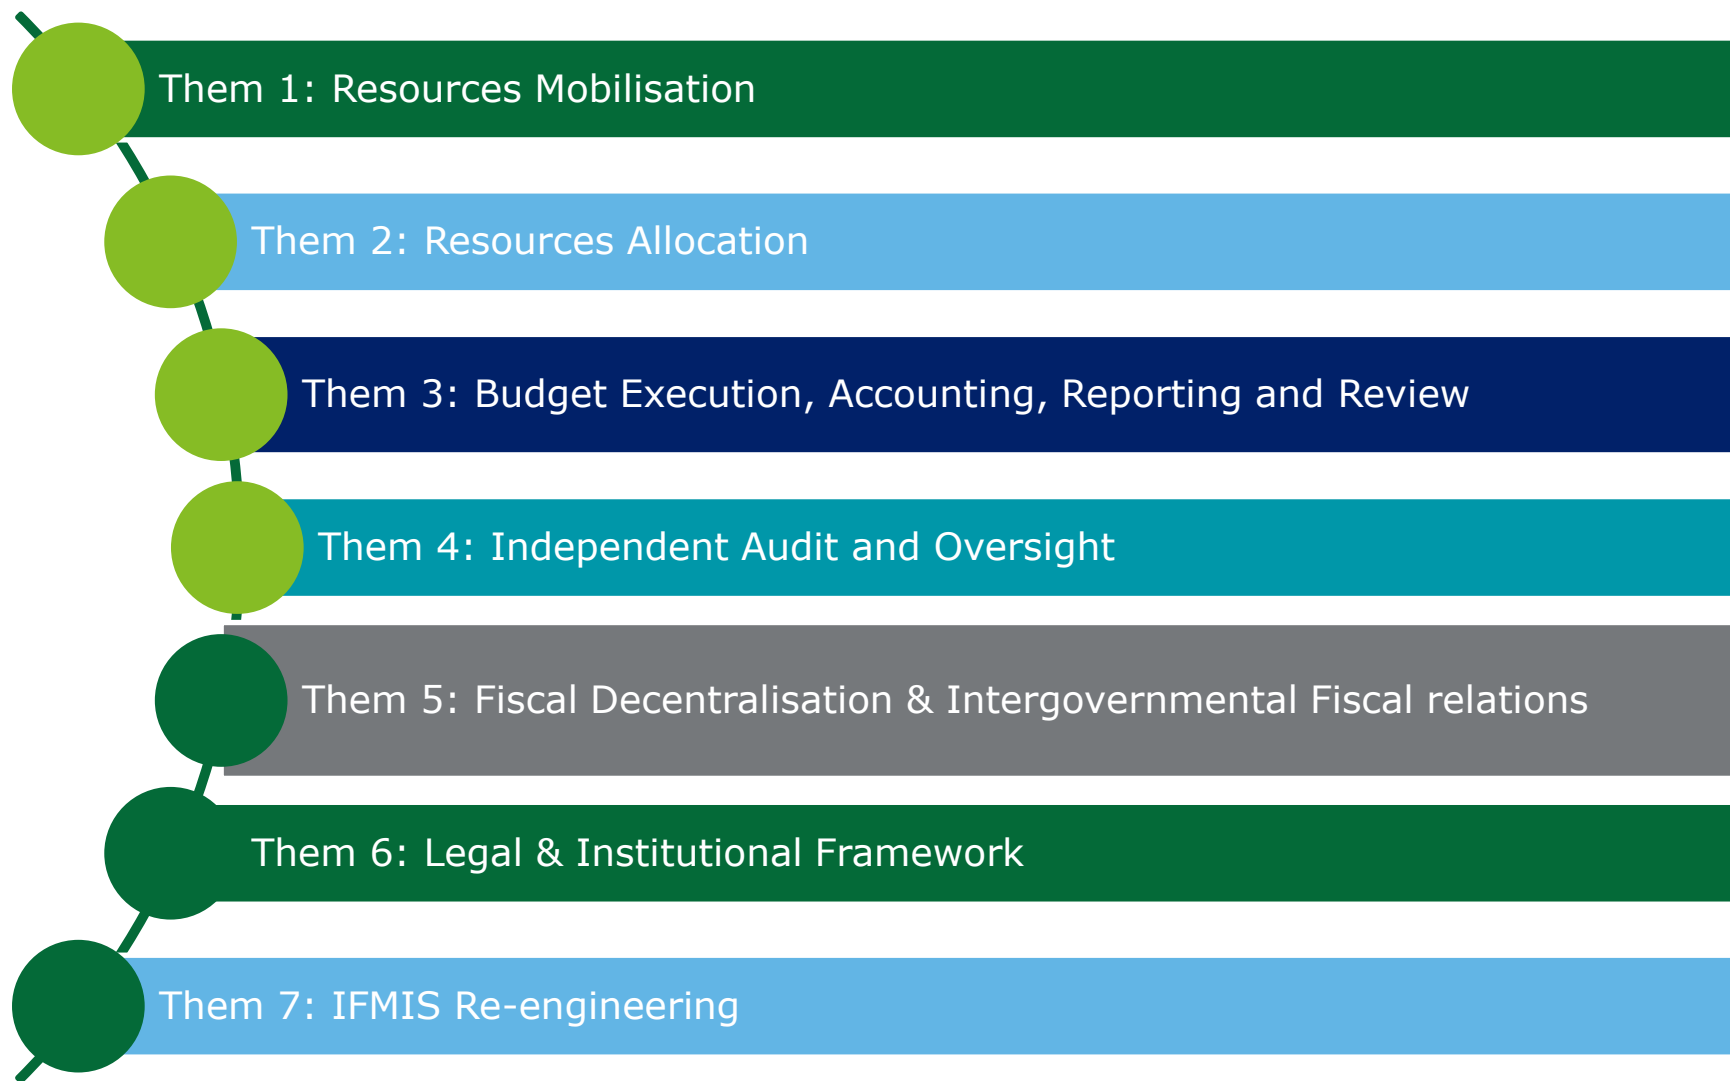 Them 1: Resources Mobilisation
Them 2: Resources Allocation
Them 3: Budget Execution, Accounting, Reporting and Review
Them 4: Independent Audit and Oversight
Them 5: Fiscal Decentralisation & Intergovernmental Fiscal relations
Them 6: Legal & Institutional Framework
Them 7: IFMIS Re-engineering